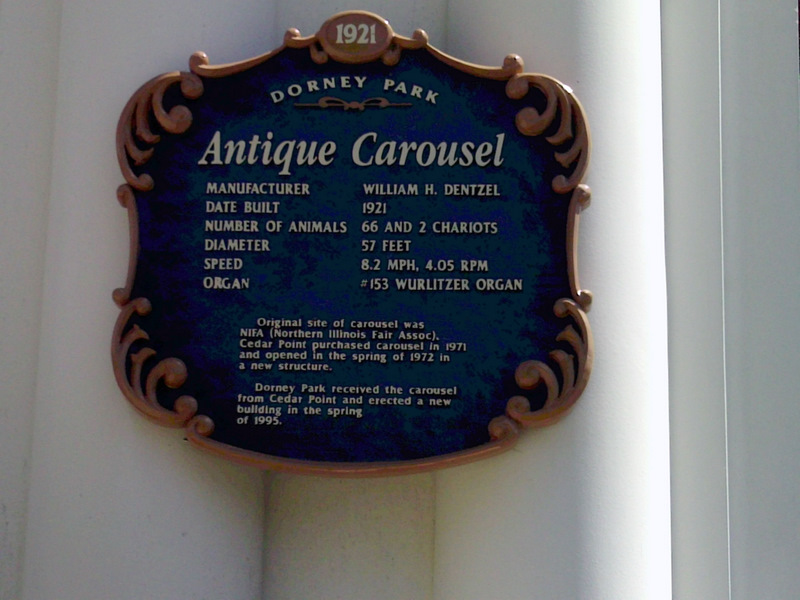 1921
DORNEY PARK
Antique Carousel
MANUFACTURER WILLIAM H. DENTZEL
DATE BUILT 1921
NUMBER OF ANIMALS 66 AND 2 CHARIOTS
DIAMETER 57 FEET
SPEED 8.2 MPH, 4.05 RPM
ORGAN #153 WURLITZER ORGAN
Original site of carousel was
NIFA (Northern Illinois Fair Assoc).
Cedar Point purchased carousel in 1971
and opened in the spring of 1972 in
a new structure.
Dorney Park received the carousel
from Cedar Point and erected a new
building in the spring
of 1995.